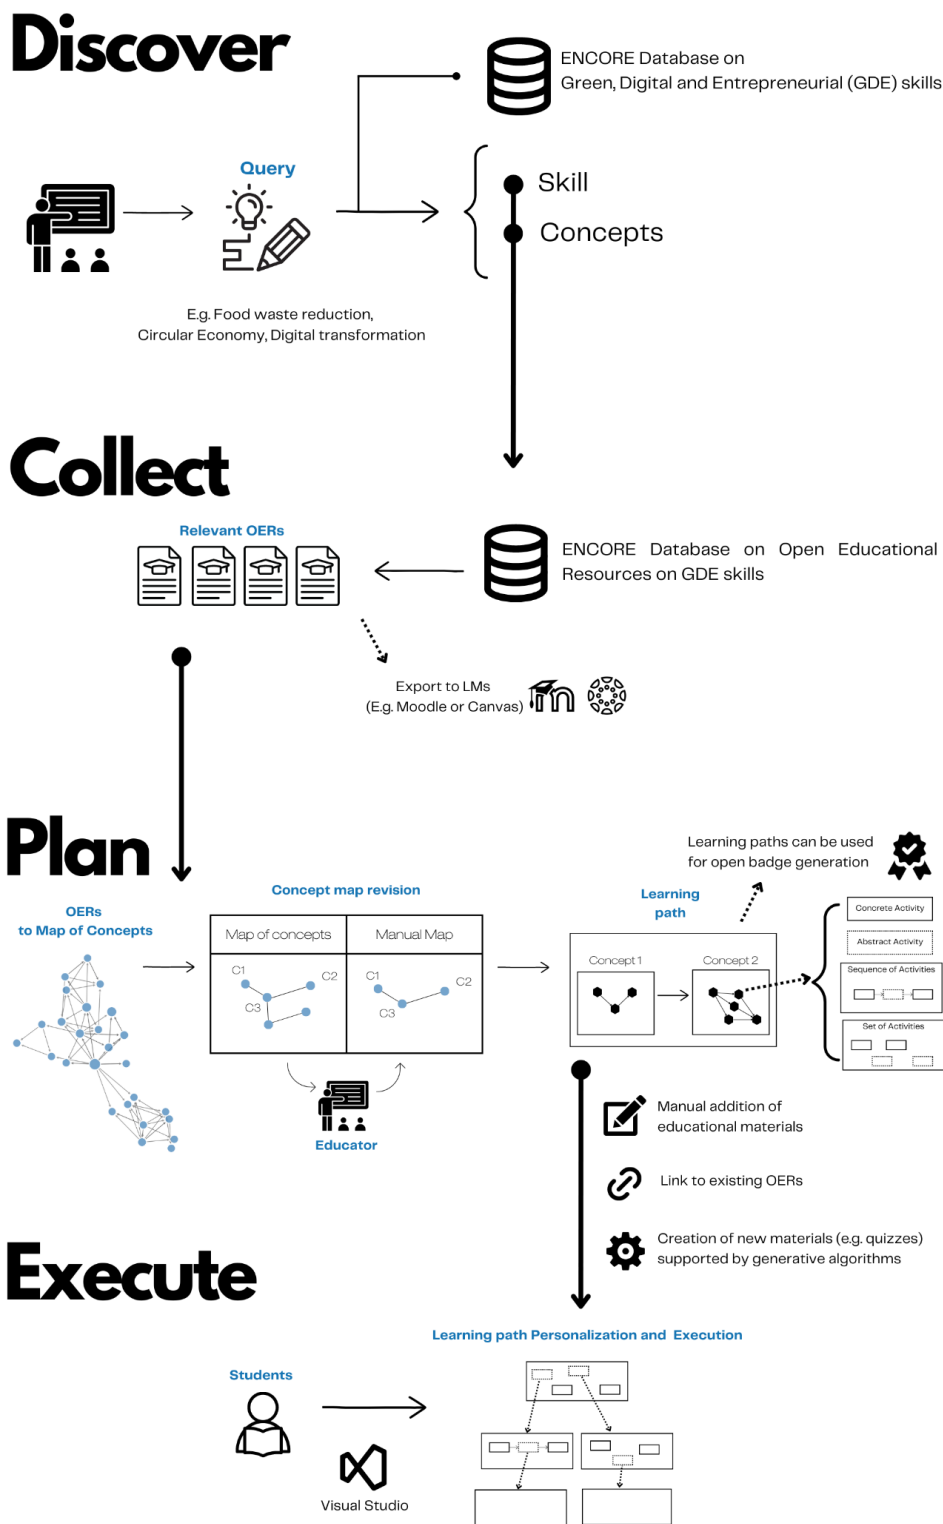 Discover
ENCORE Database on
Green, Digital and Entrepreneurial (GDE) skills
Query
Skill
Concepts
E.g. Food waste reduction,
Circular Economy, Digital transformation
Collect
Relevant OERs
ENCORE Database on Open Educational
Resources on GDE skills
Export to LMs
(E.g. Moodle or Canvas)
m
Plan
Learning paths can be used
for open badge generation
OERs
to Map of Concepts
Concept map revision
Map of concepts
Manual Map
C1
C2
C3
C1
C2
C3
Educator
Learning
path
Concept 1
Concept 2
Concrete Activity
Abstract Activity
Sequence of Activities
Set of Activities
Manual addition of
educational materials
Link to existing OERs
Creation of new materials (e.g. quizzes)
supported by generative algorithms
Execute
Learning path Personalization and Execution
Students
Visual Studio